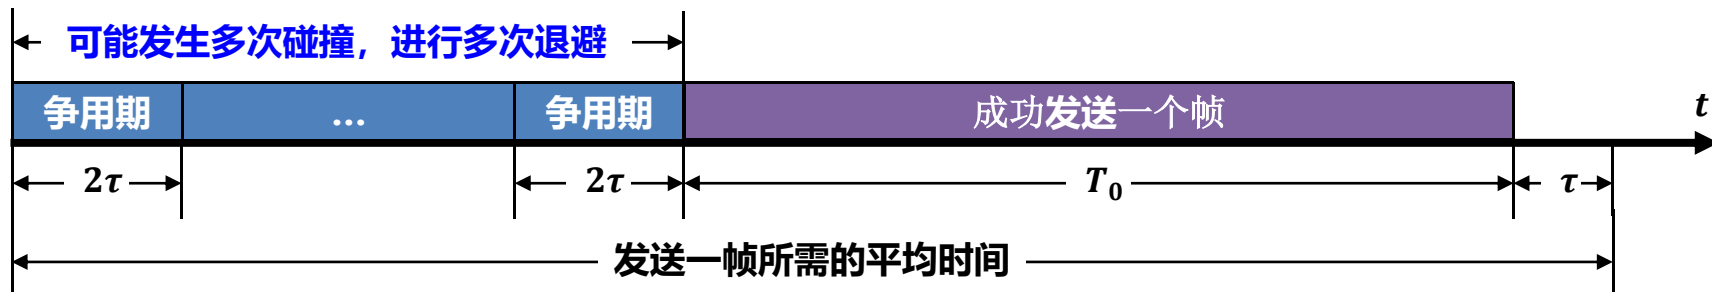 可能发生多次碰撞，进行多次退避
争用期 … 争用期 成功发送一个帧 t
2τ 2τ T₀ τ
发送一帧所需的平均时间